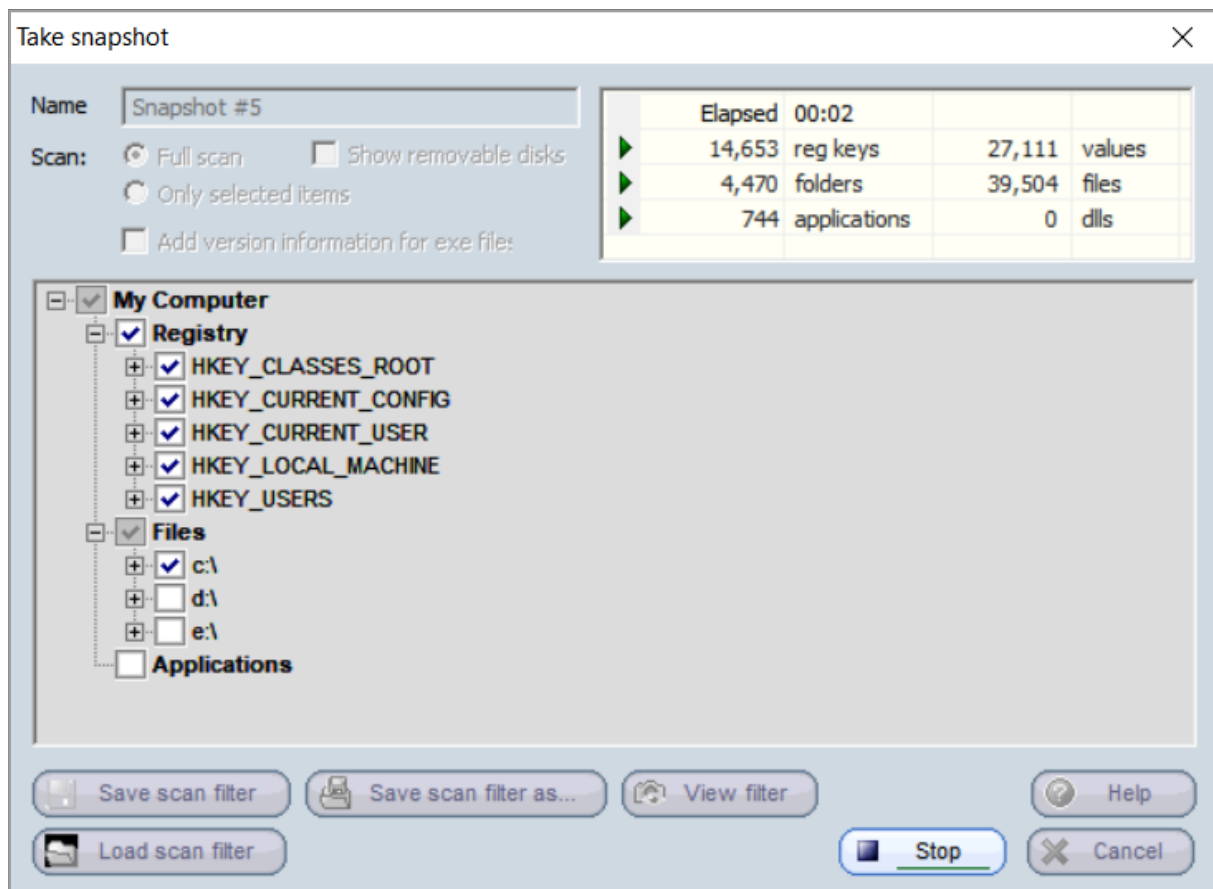 Take snapshot
Name Snapshot #5
Scan: Full scan Show removable disks
Only selected items
Add version information for exe files
Elapsed 00:02
14,653 reg keys 27,111 values
4,470 folders 39,504 files
744 applications 0 dlls
My Computer
Registry
HKEY_CLASSES_ROOT
HKEY_CURRENT_CONFIG
HKEY_CURRENT_USER
HKEY_LOCAL_MACHINE
HKEY_USERS
Files
c:\
d:\
e:\
Applications
Save scan filter Save scan filter as... View filter Help
Load scan filter Stop Cancel